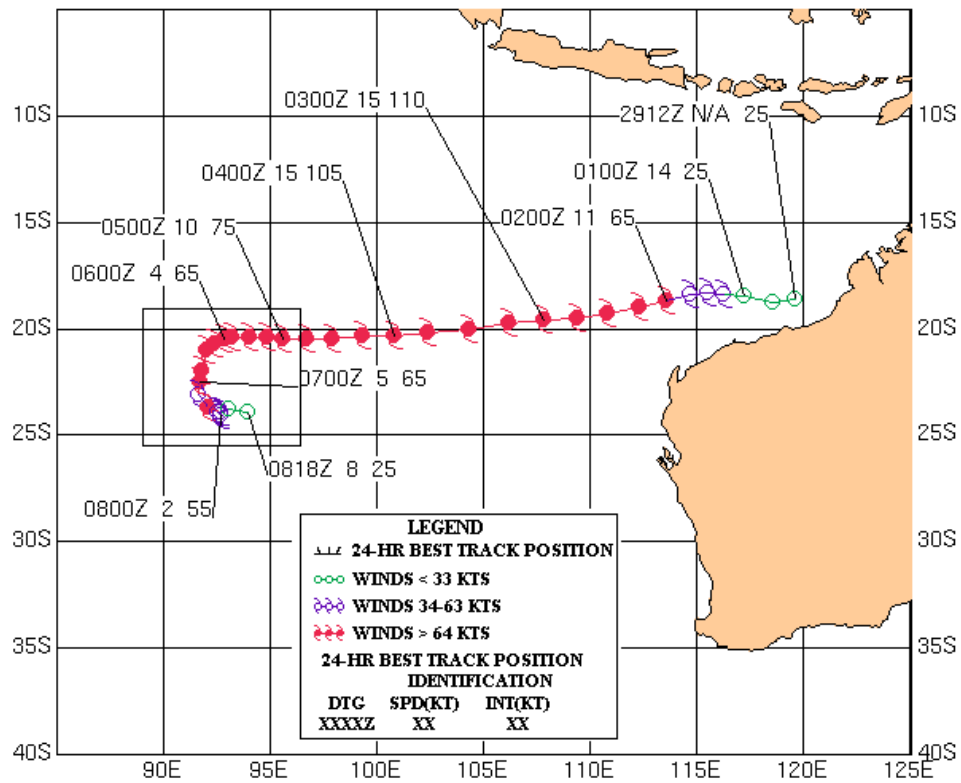 0300Z 15 110
10S
10S
2912Z N/A 25
0400Z 15 105
0100Z 14 25
15S
15S
0500Z 10 75
0200Z 11 65
0600Z 4 65
20S
20S
0700Z 5 65
25S
25S
0818Z 8 25
0800Z 2 55
LEGEND
30S
30S
24-HR BEST TRACK POSITION
WINDS < 33 KTS
WINDS 34-63 KTS
WINDS > 64 KTS
35S
35S
24-HR BEST TRACK POSITION
IDENTIFICATION
DTG SPD(KT) INT(KT)
XXXXZ XX XX
40S
40S
90E 95E 100E 105E 110E 115E 120E 125E